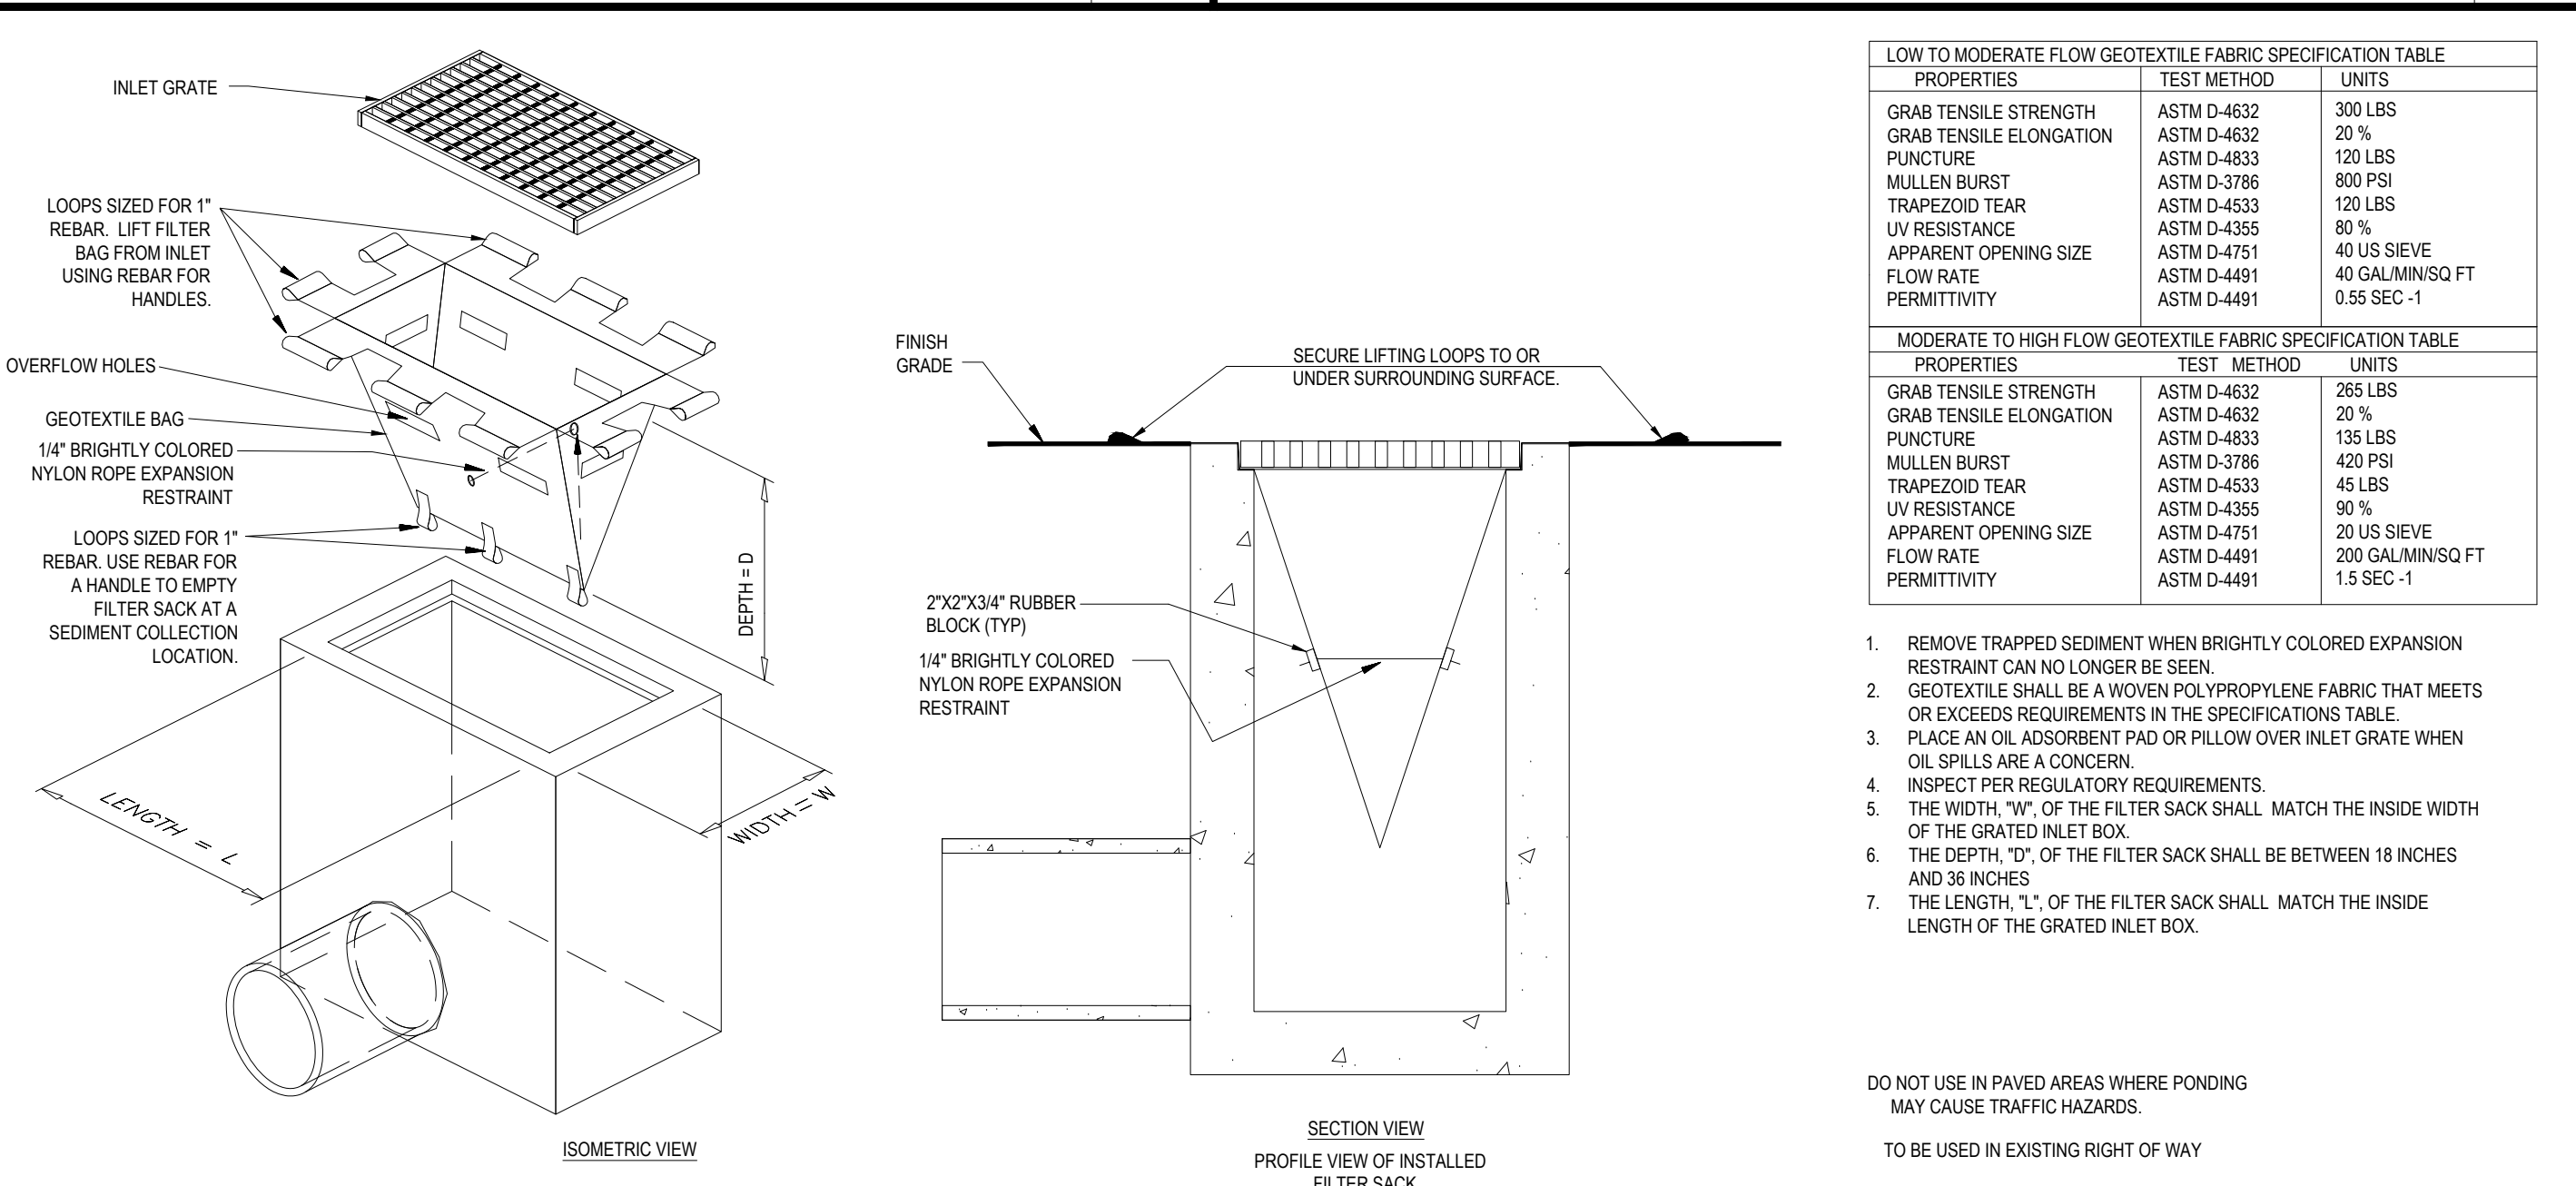 INLET GRATE
LOOPS SIZED FOR 1"
REBAR. LIFT FILTER
BAG FROM INLET
USING REBAR FOR
HANDLES.
OVERFLOW HOLES
GEOTEXTILE BAG
1/4" BRIGHTLY COLORED
NYLON ROPE EXPANSION
RESTRAINT
LOOPS SIZED FOR 1"
REBAR. USE REBAR FOR
A HANDLE TO EMPTY
FILTER SACK AT A
SEDIMENT COLLECTION
LOCATION.
DEPTH = D
LENGTH = L
WIDTH = W
ISOMETRIC VIEW
FINISH
GRADE
SECURE LIFTING LOOPS TO OR
UNDER SURROUNDING SURFACE.
2"X2"X3/4" RUBBER
BLOCK (TYP)
1/4" BRIGHTLY COLORED
NYLON ROPE EXPANSION
RESTRAINT
SECTION VIEW
PROFILE VIEW OF INSTALLED
FILTER SACK
LOW TO MODERATE FLOW GEOTEXTILE FABRIC SPECIFICATION TABLE
PROPERTIES TEST METHOD UNITS
GRAB TENSILE STRENGTH ASTM D-4632 300 LBS
GRAB TENSILE ELONGATION ASTM D-4632 20 %
PUNCTURE ASTM D-4833 120 LBS
MULLEN BURST ASTM D-3786 800 PSI
TRAPEZOID TEAR ASTM D-4533 120 LBS
UV RESISTANCE ASTM D-4355 80 %
APPARENT OPENING SIZE ASTM D-4751 40 US SIEVE
FLOW RATE ASTM D-4491 40 GAL/MIN/SQ FT
PERMITTIVITY ASTM D-4491 0.55 SEC -1
MODERATE TO HIGH FLOW GEOTEXTILE FABRIC SPECIFICATION TABLE
PROPERTIES TEST METHOD UNITS
GRAB TENSILE STRENGTH ASTM D-4632 265 LBS
GRAB TENSILE ELONGATION ASTM D-4632 20 %
PUNCTURE ASTM D-4833 135 LBS
MULLEN BURST ASTM D-3786 420 PSI
TRAPEZOID TEAR ASTM D-4533 45 LBS
UV RESISTANCE ASTM D-4355 90 %
APPARENT OPENING SIZE ASTM D-4751 20 US SIEVE
FLOW RATE ASTM D-4491 200 GAL/MIN/SQ FT
PERMITTIVITY ASTM D-4491 1.5 SEC -1
1. REMOVE TRAPPED SEDIMENT WHEN BRIGHTLY COLORED EXPANSION
RESTRAINT CAN NO LONGER BE SEEN.
2. GEOTEXTILE SHALL BE A WOVEN POLYPROPYLENE FABRIC THAT MEETS
OR EXCEEDS REQUIREMENTS IN THE SPECIFICATIONS TABLE.
3. PLACE AN OIL ADSORBENT PAD OR PILLOW OVER INLET GRATE WHEN
OIL SPILLS ARE A CONCERN.
4. INSPECT PER REGULATORY REQUIREMENTS.
5. THE WIDTH, "W", OF THE FILTER SACK SHALL MATCH THE INSIDE WIDTH
OF THE GRATED INLET BOX.
6. THE DEPTH, "D", OF THE FILTER SACK SHALL BE BETWEEN 18 INCHES
AND 36 INCHES
7. THE LENGTH, "L", OF THE FILTER SACK SHALL MATCH THE INSIDE
LENGTH OF THE GRATED INLET BOX.
DO NOT USE IN PAVED AREAS WHERE PONDING
MAY CAUSE TRAFFIC HAZARDS.
TO BE USED IN EXISTING RIGHT OF WAY